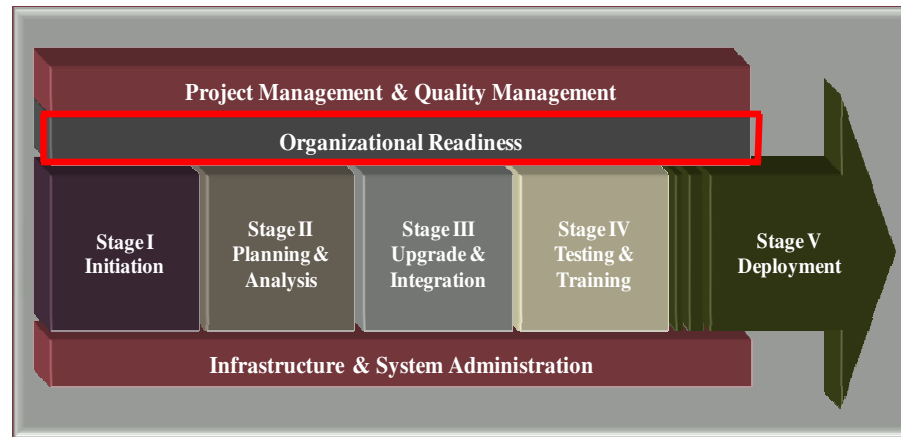 Project Management & Quality Management
Organizational Readiness
Stage I
Initiation
Stage II
Planning &
Analysis
Stage III
Upgrade &
Integration
Stage IV
Testing &
Training
Stage V
Deployment
Infrastructure & System Administration